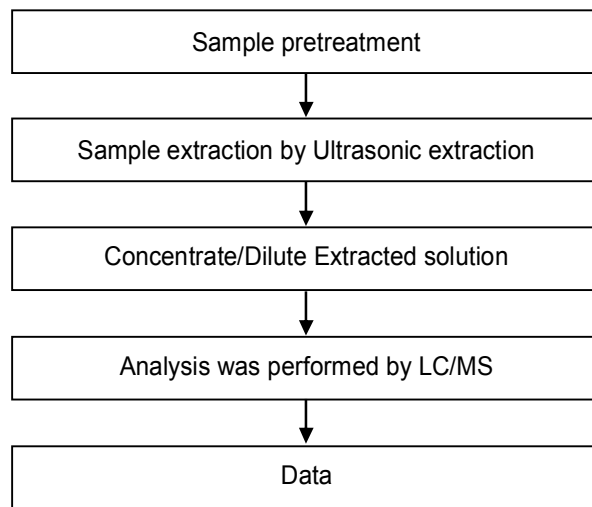 Sample pretreatment
Sample extraction by Ultrasonic extraction
Concentrate/Dilute Extracted solution
Analysis was performed by LC/MS
Data